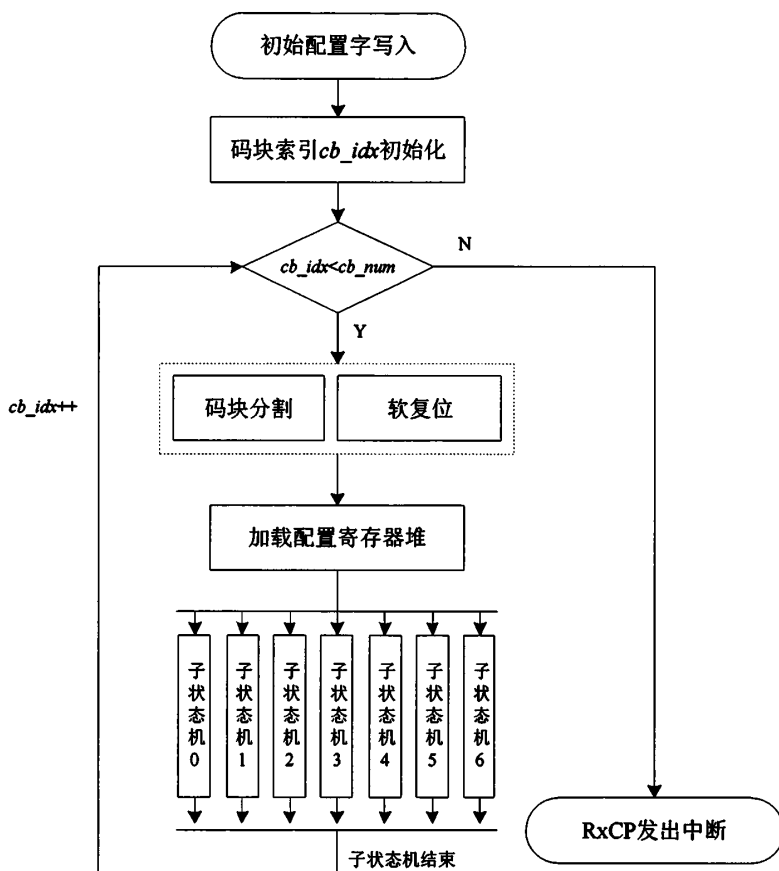 初始配置字写入
码块索引cb_idx初始化
cb_idx<cb_num
N
Y
cb_idx++
码块分割
软复位
加载配置寄存器堆
子状态机0
子状态机1
子状态机2
子状态机3
子状态机4
子状态机5
子状态机6
RxCP发出中断
子状态机结束